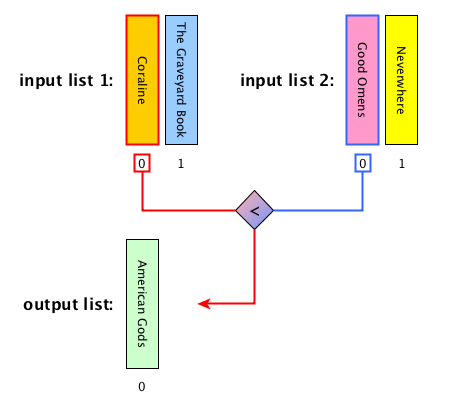 input list 1:
Coraline
The Graveyard Book
input list 2:
Good Omens
Neverwhere
0
1
0
1
<
output list:
American Gods
0